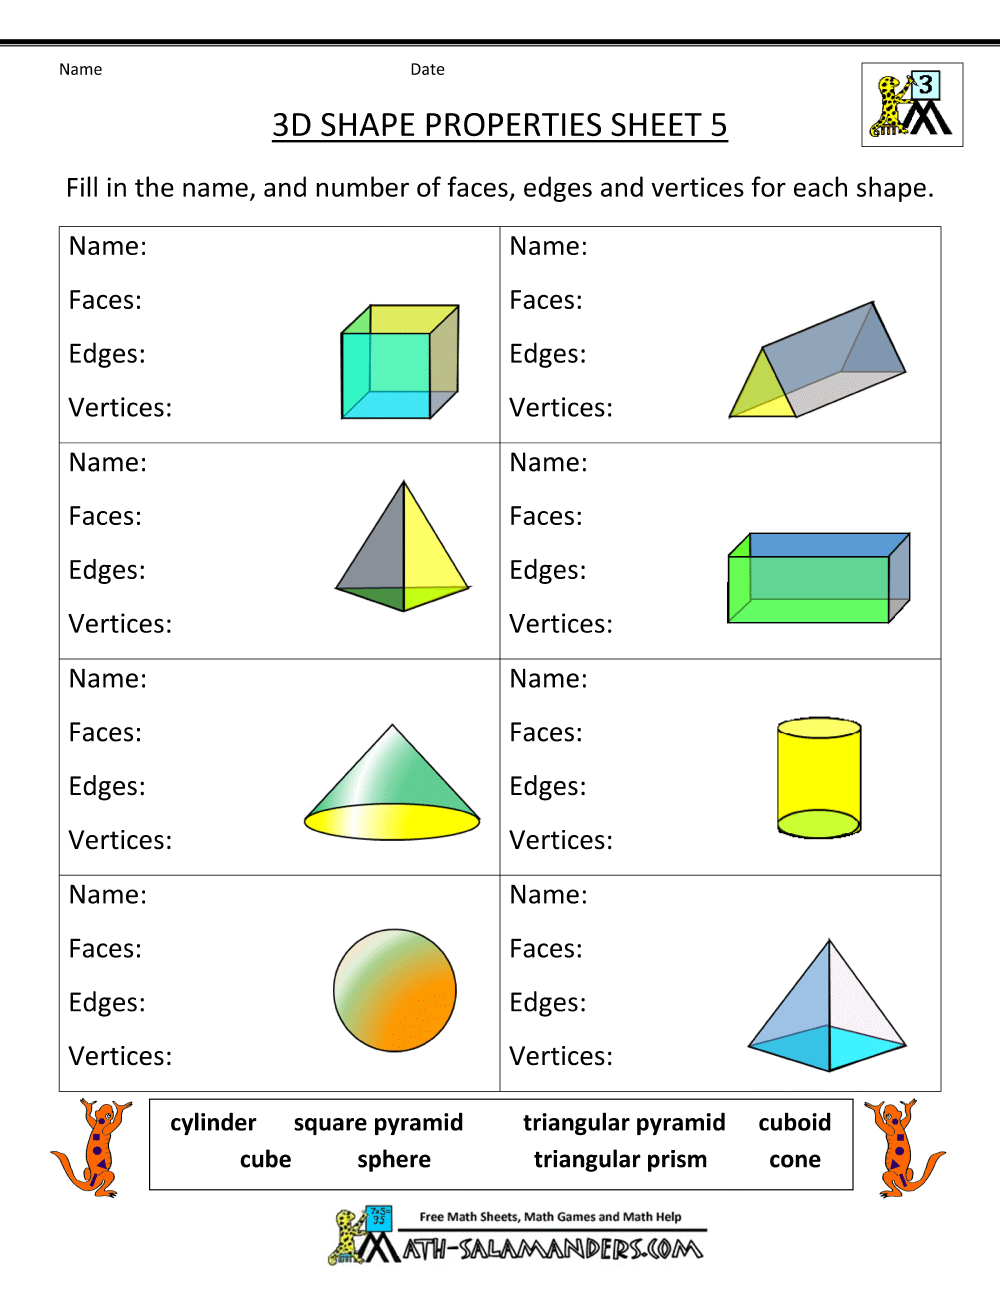 Name Date
3
3D SHAPE PROPERTIES SHEET 5
Fill in the name, and number of faces, edges and vertices for each shape.
Name:
Faces:
Edges:
Vertices:
Name:
Faces:
Edges:
Vertices:
Name:
Faces:
Edges:
Vertices:
Name:
Faces:
Edges:
Vertices:
Name:
Faces:
Edges:
Vertices:
Name:
Faces:
Edges:
Vertices:
Name:
Faces:
Edges:
Vertices:
Name:
Faces:
Edges:
Vertices:
cylinder square pyramid triangular pyramid cuboid
cube sphere triangular prism cone
7x5=
35
Free Math Sheets, Math Games and Math Help
MATH-SALAMANDERS.COM